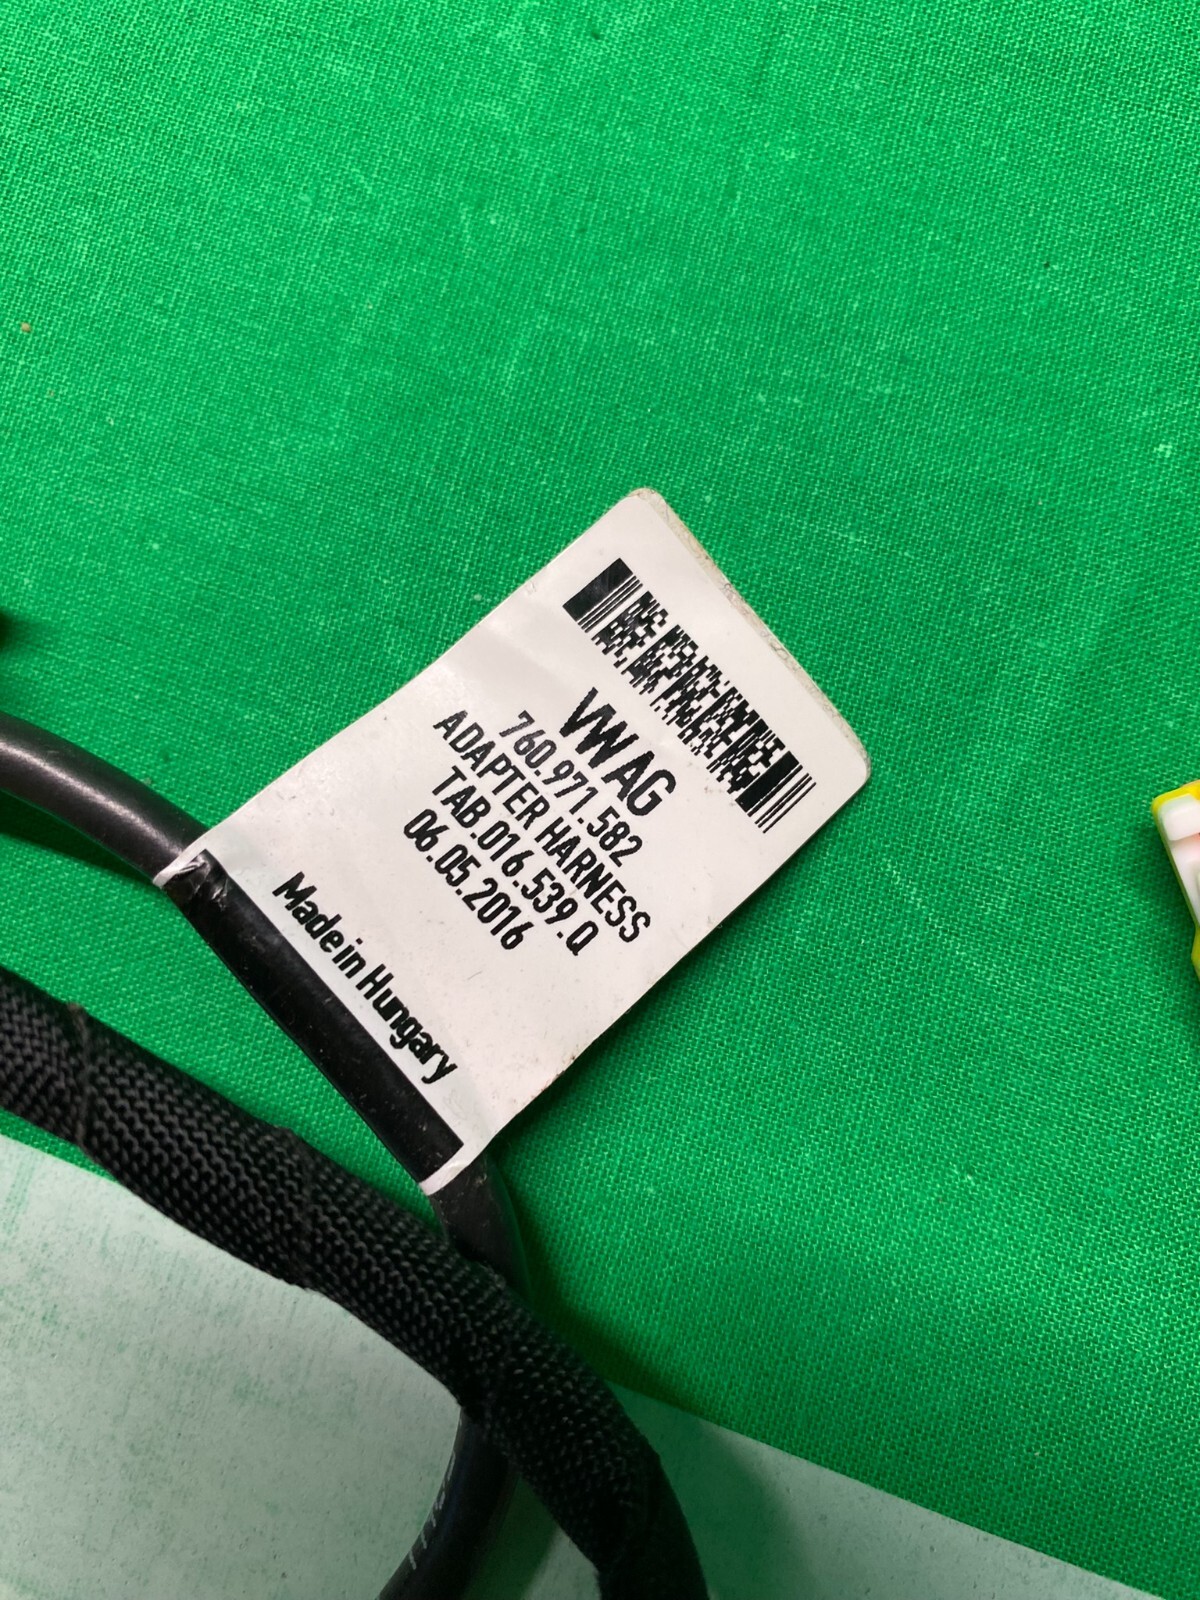 VW AG
760.971.582
ADAPTER HARNESS
TAB.016.539.Q
06.05.2016
Made in Hungary